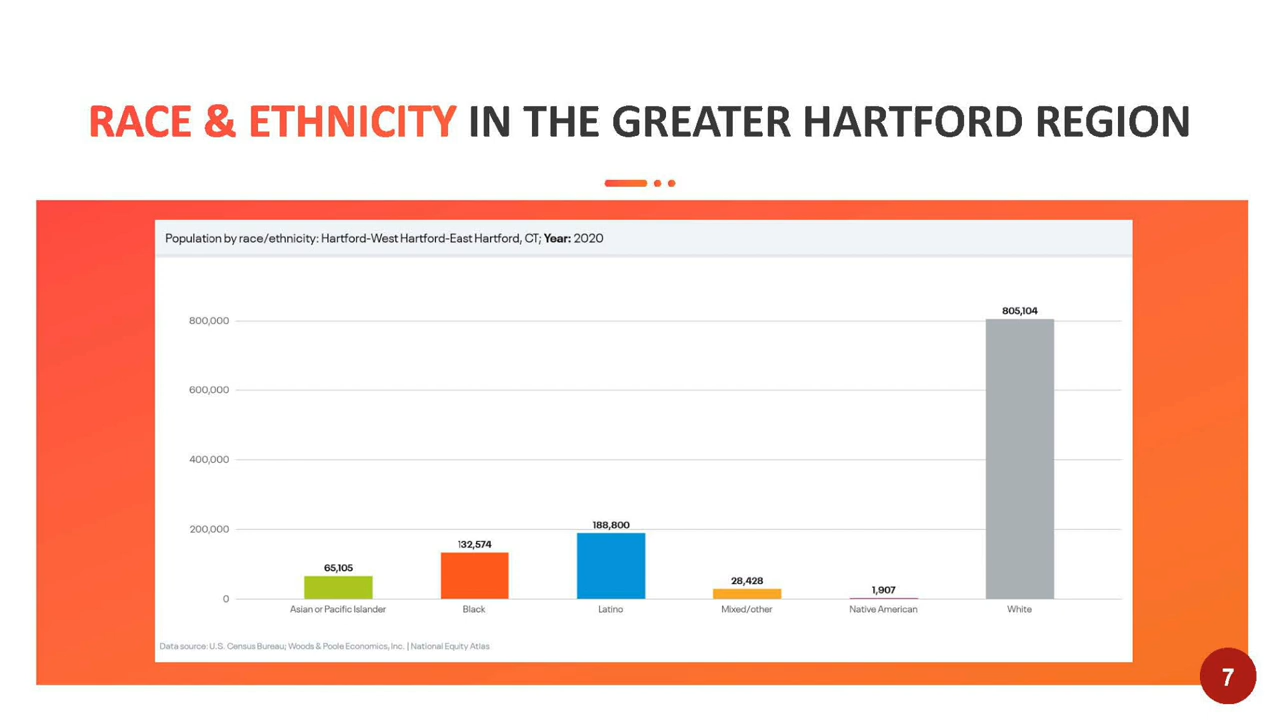 RACE & ETHNICITY IN THE GREATER HARTFORD REGION
Population by race/ethnicity: Hartford-West Hartford-East Hartford, CT; Year: 2020
800,000
600,000
400,000
200,000
0
65,105
132,574
188,800
28,428
1,907
805,104
Asian or Pacific Islander
Black
Latino
Mixed/other
Native American
White
Data source: U.S. Census Bureau; Woods & Poole Economics, Inc. | National Equity Atlas
7